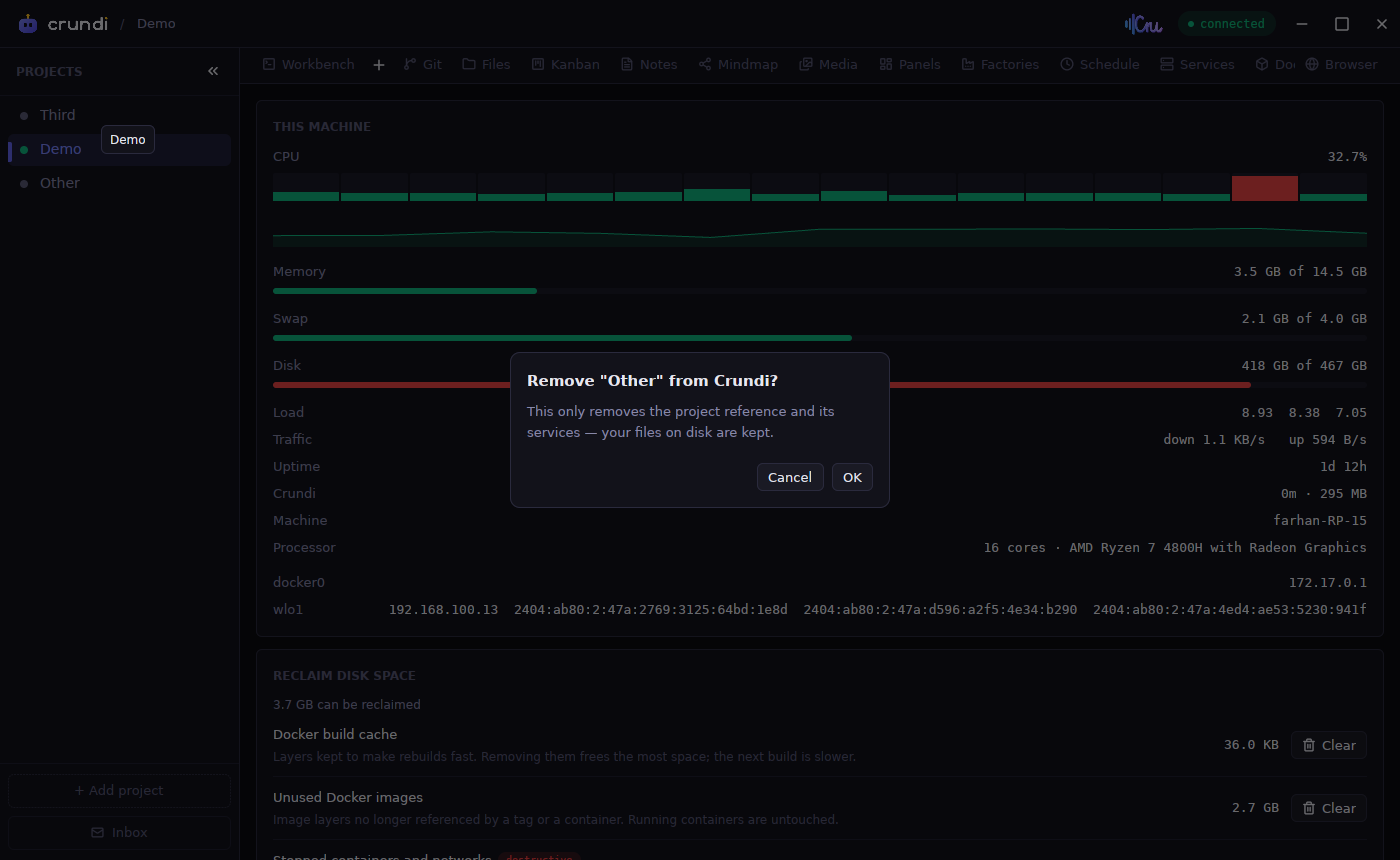 crundi / Demo
Cru
connected
PROJECTS
Workbench
Git
Files
Kanban
Notes
Mindmap
Media
Panels
Factories
Schedule
Services
Browser
Third
Demo
Demo
Other
+ Add project
Inbox
THIS MACHINE
CPU 32.7%
Memory 3.5 GB of 14.5 GB
Swap 2.1 GB of 4.0 GB
Disk 418 GB of 467 GB
Load 8.93 8.38 7.05
Traffic down 1.1 KB/s up 594 B/s
Uptime 1d 12h
Crundi 0m · 295 MB
Machine farhan-RP-15
Processor 16 cores · AMD Ryzen 7 4800H with Radeon Graphics
docker0 172.17.0.1
wlo1 192.168.100.13 2404:ab80:2:47a:2769:3125:64bd:1e8d 2404:ab80:2:47a:d596:a2f5:4e34:b290 2404:ab80:2:47a:4ed4:ae53:5230:941f
Remove "Other" from Crundi?
This only removes the project reference and its
services — your files on disk are kept.
Cancel OK
RECLAIM DISK SPACE
3.7 GB can be reclaimed
Docker build cache
Layers kept to make rebuilds fast. Removing them frees the most space; the next build is slower.
36.0 KB Clear
Unused Docker images
Image layers no longer referenced by a tag or a container. Running containers are untouched.
2.7 GB Clear
Stopped containers and networks destructive